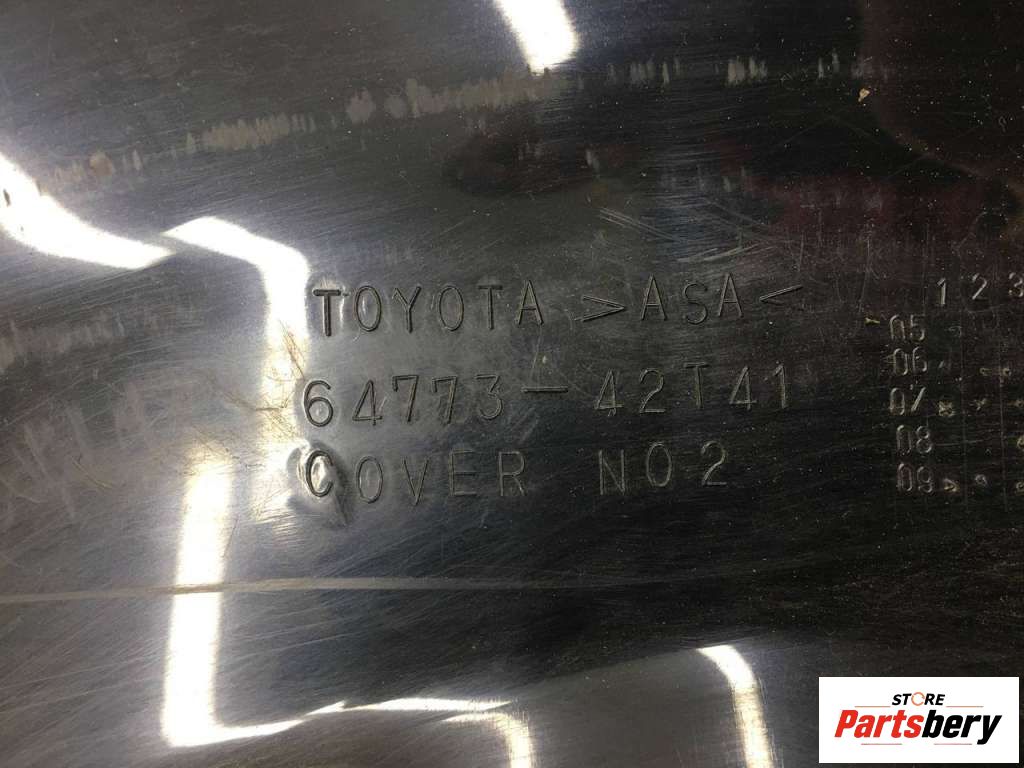 TOYOTA >ASA<
64773-42T41
COVER NO2
1 2 3
05
06
07
08
09
STORE
Partsbery